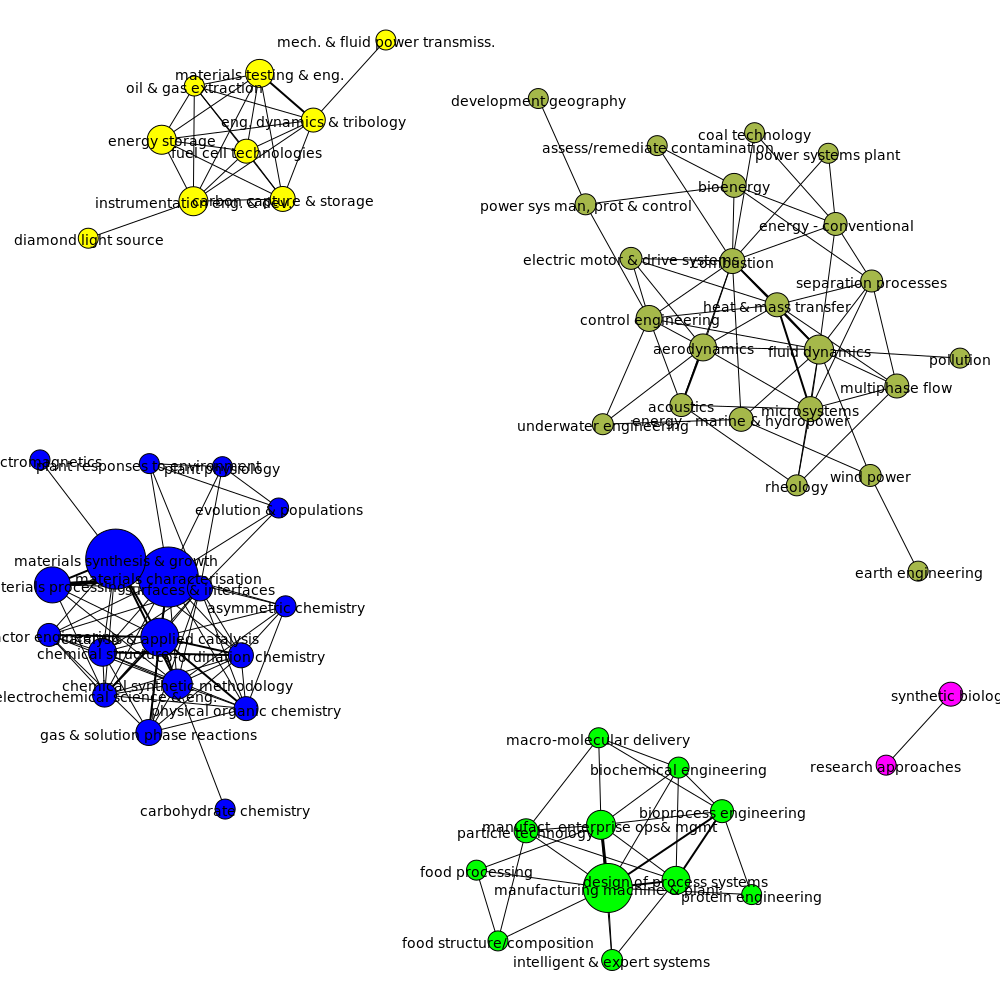 mech. & fluid power transmiss.
materials testing & eng.
oil & gas extraction
eng. dynamics & tribology
energy storage
fuel cell technologies
instrumentation eng. & dev.
carbon capture & storage
diamond light source
development geography
coal technology
assess/remediate contamination
power systems plant
bioenergy
power sys man, prot & control
energy - conventional
electric motor & drive systems
combustion
separation processes
heat & mass transfer
control engineering
aerodynamics
fluid dynamics
pollution
multiphase flow
acoustics
microsystems
energy - marine & hydropower
underwater engineering
wind power
rheology
earth engineering
ctromagnetics
plant responses to environment
plant physiology
evolution & populations
materials synthesis & growth
materials characterisation
terials processing
surfaces & interfaces
asymmetric chemistry
actor engineering
catalysis & applied catalysis
chemical structure
co-ordination chemistry
chemical synthetic methodology
electrochemical science & eng.
physical organic chemistry
gas & solution phase reactions
carbohydrate chemistry
synthetic biolog
research approaches
macro-molecular delivery
biochemical engineering
bioprocess engineering
manufact. enterprise ops& mgmt
particle technology
food processing
design of process systems
manufacturing machine & plant
protein engineering
food structure/composition
intelligent & expert systems